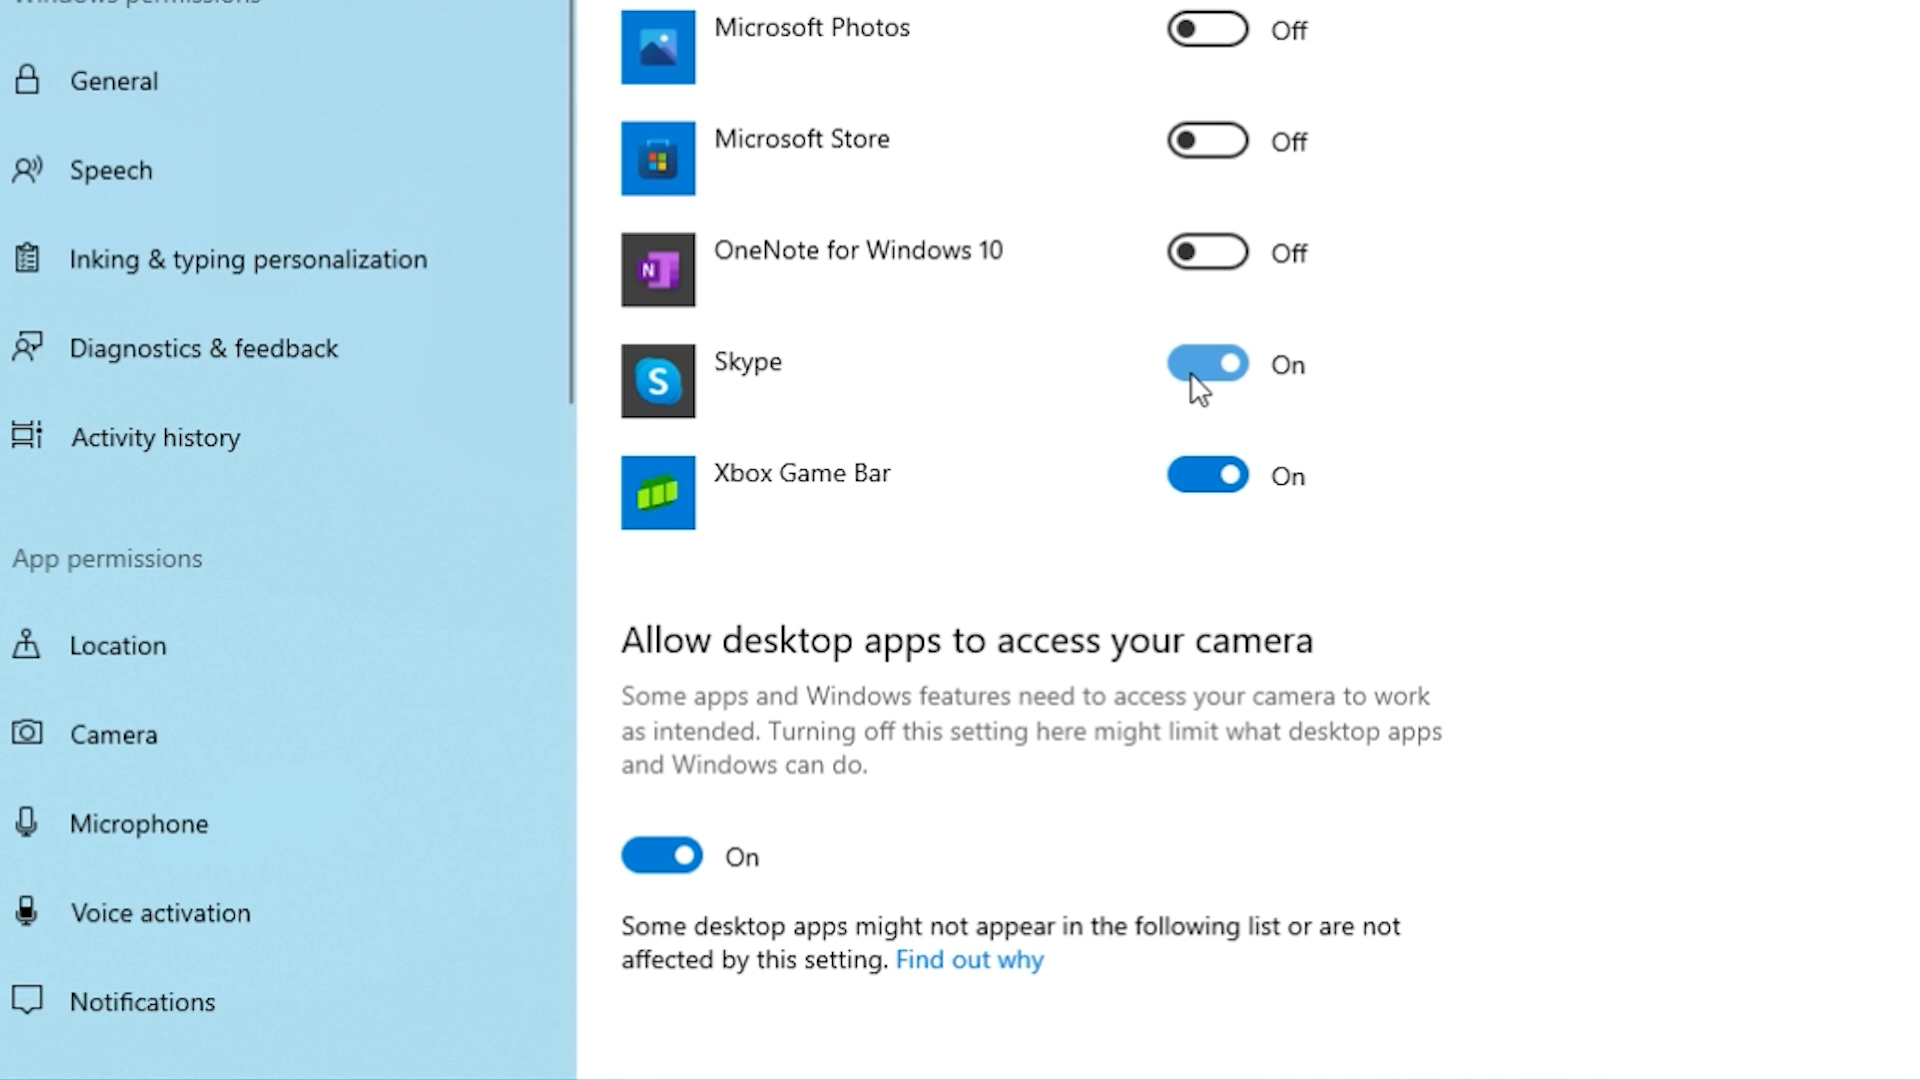 Windows permissions
General
Speech
Inking & typing personalization
Diagnostics & feedback
Activity history
App permissions
Location
Camera
Microphone
Voice activation
Notifications
Microsoft Photos
Off
Microsoft Store
Off
OneNote for Windows 10
Off
Skype
On
Xbox Game Bar
On
Allow desktop apps to access your camera
Some apps and Windows features need to access your camera to work
as intended. Turning off this setting here might limit what desktop apps
and Windows can do.
On
Some desktop apps might not appear in the following list or are not
affected by this setting. Find out why